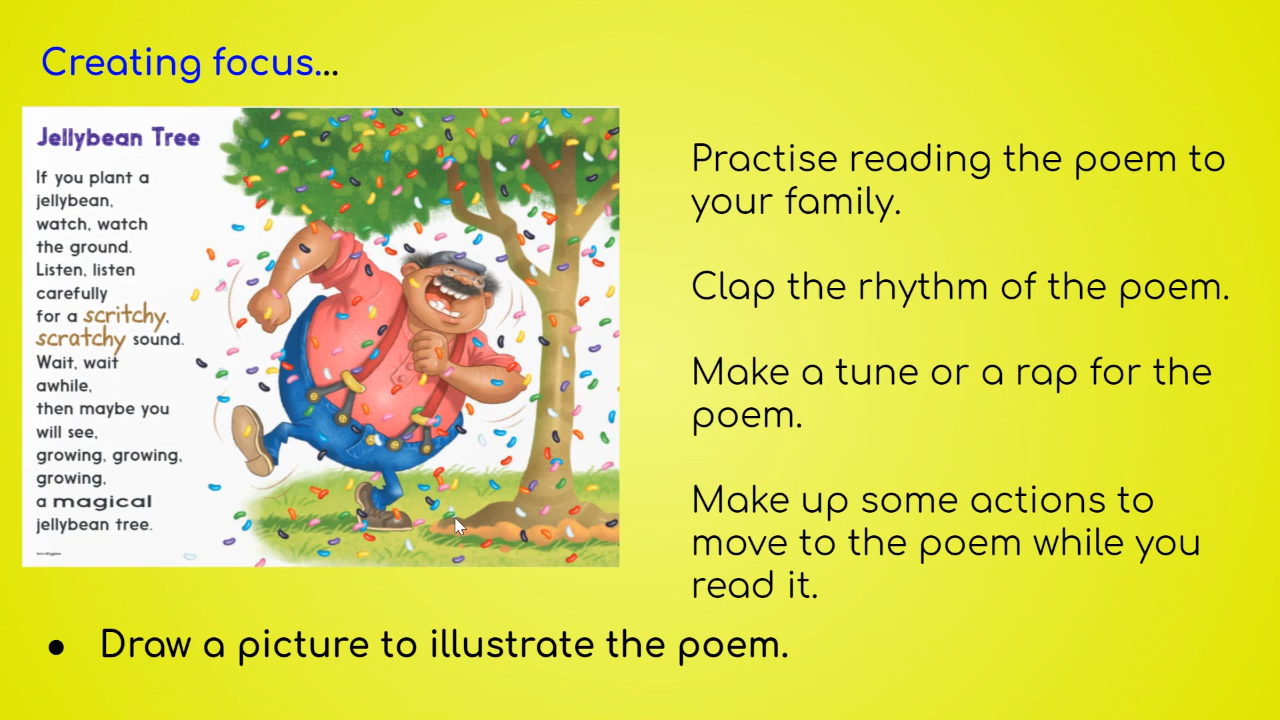 Creating focus...
Jellybean Tree
If you plant a
jellybean,
watch, watch
the ground.
Listen, listen
carefully
for a scritchy,
scratchy sound.
Wait, wait
awhile,
then maybe you
will see,
growing, growing,
growing,
a magical
jellybean tree.
Practise reading the poem to
your family.
Clap the rhythm of the poem.
Make a tune or a rap for the
poem.
Make up some actions to
move to the poem while you
read it.
● Draw a picture to illustrate the poem.